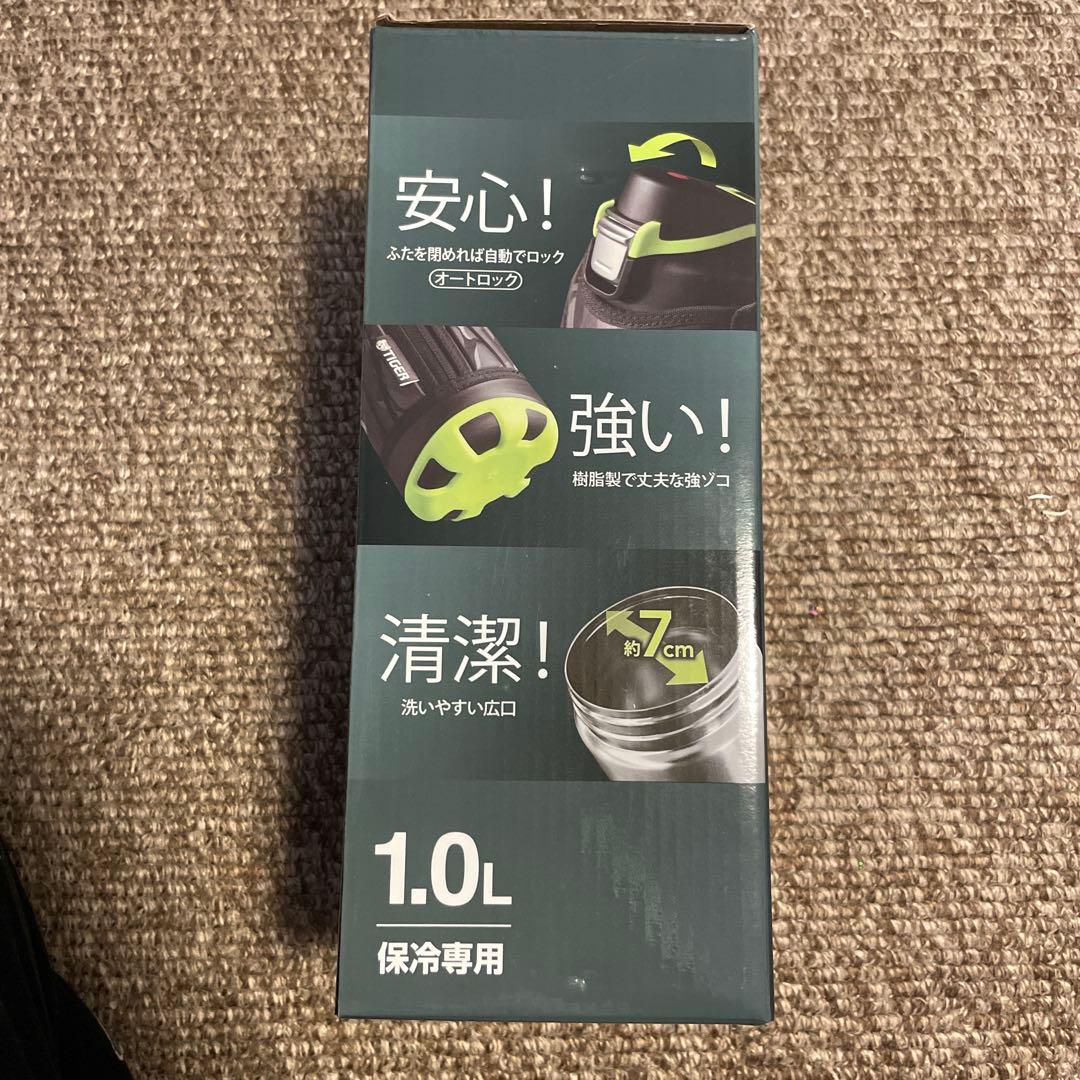 安心!
ふたを閉めれば自動でロック
オートロック
TIGER
強い!
樹脂製で丈夫な強ゾコ
清潔!
約7cm
洗いやすい広口
1.0L
保冷専用